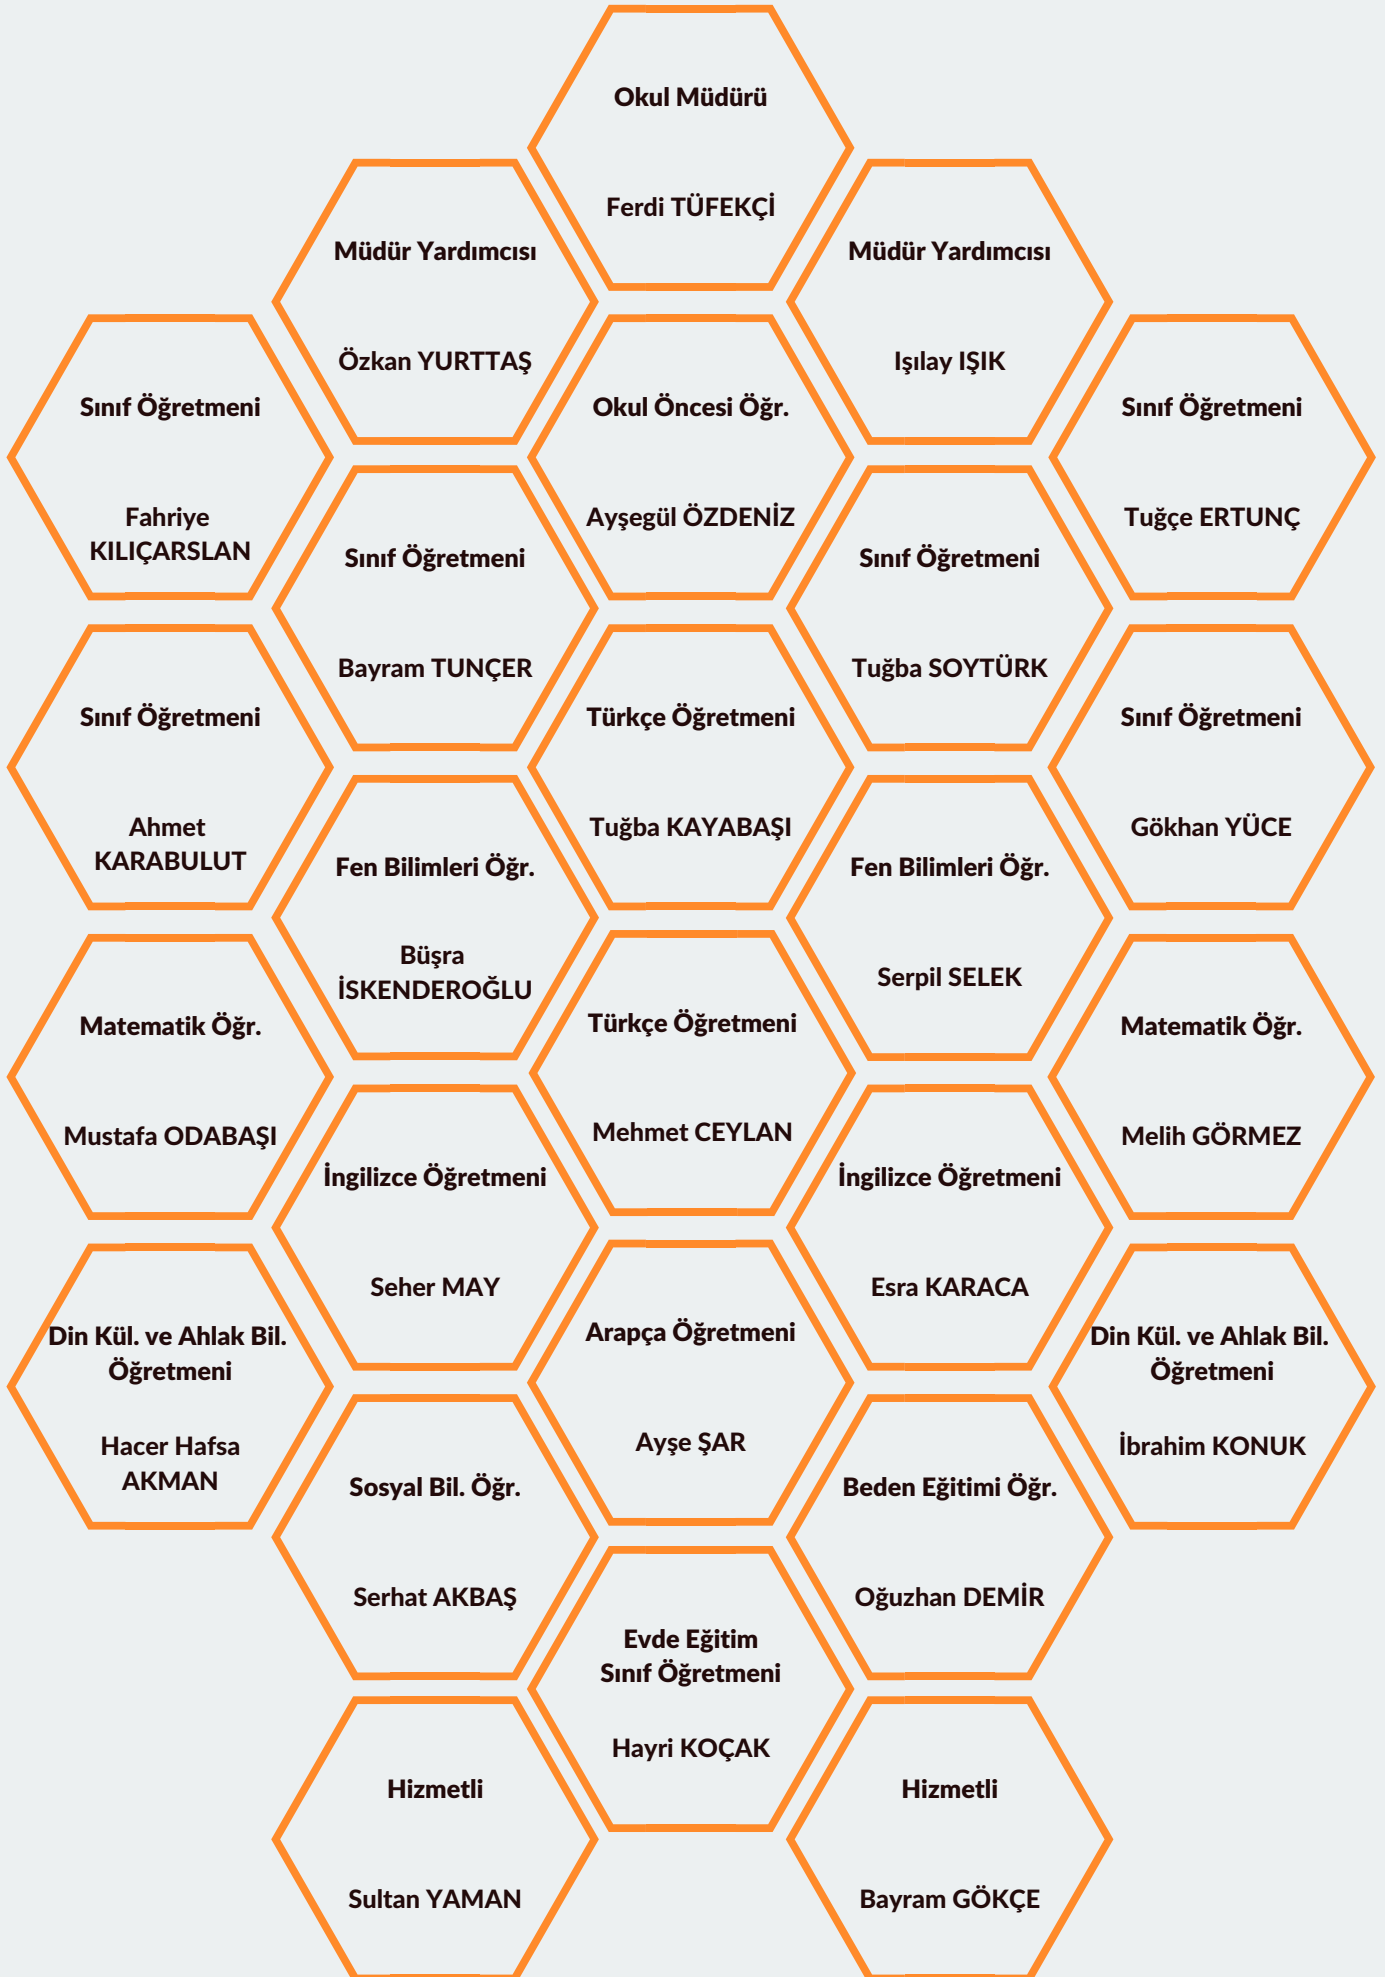 Okul Müdürü
Ferdi TÜFEKÇİ
Müdür Yardımcısı
Özkan YURTTAŞ
Müdür Yardımcısı
Işılay IŞIK
Sınıf Öğretmeni
Fahriye
KILIÇARSLAN
Okul Öncesi Öğr.
Ayşegül ÖZDENİZ
Sınıf Öğretmeni
Tuğçe ERTUNÇ
Sınıf Öğretmeni
Bayram TUNÇER
Sınıf Öğretmeni
Tuğba SOYTÜRK
Sınıf Öğretmeni
Ahmet
KARABULUT
Türkçe Öğretmeni
Tuğba KAYABAŞI
Sınıf Öğretmeni
Gökhan YÜCE
Fen Bilimleri Öğr.
Büşra
İSKENDEROĞLU
Fen Bilimleri Öğr.
Serpil SELEK
Matematik Öğr.
Mustafa ODABAŞI
Türkçe Öğretmeni
Mehmet CEYLAN
Matematik Öğr.
Melih GÖRMEZ
İngilizce Öğretmeni
Seher MAY
İngilizce Öğretmeni
Esra KARACA
Din Kül. ve Ahlak Bil.
Öğretmeni
Hacer Hafsa
AKMAN
Arapça Öğretmeni
Ayşe ŞAR
Din Kül. ve Ahlak Bil.
Öğretmeni
İbrahim KONUK
Sosyal Bil. Öğr.
Serhat AKBAŞ
Beden Eğitimi Öğr.
Oğuzhan DEMİR
Evde Eğitim
Sınıf Öğretmeni
Hayri KOÇAK
Hizmetli
Sultan YAMAN
Hizmetli
Bayram GÖKÇE